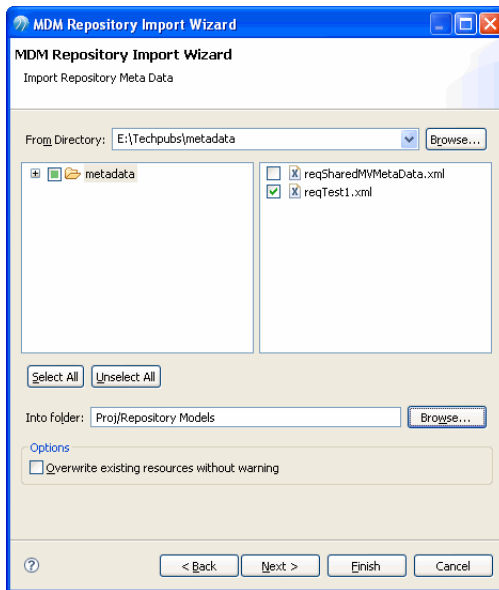 MDM Repository Import Wizard
MDM Repository Import Wizard
Import Repository Meta Data
From Directory: E:\Techpubs\metadata Browse...
metadata
reqSharedMVMetaData.xml
reqTest1.xml
Select All Unselect All
Into folder: Proj/Repository Models Browse...
Options
Overwrite existing resources without warning
? < Back Next > Finish Cancel